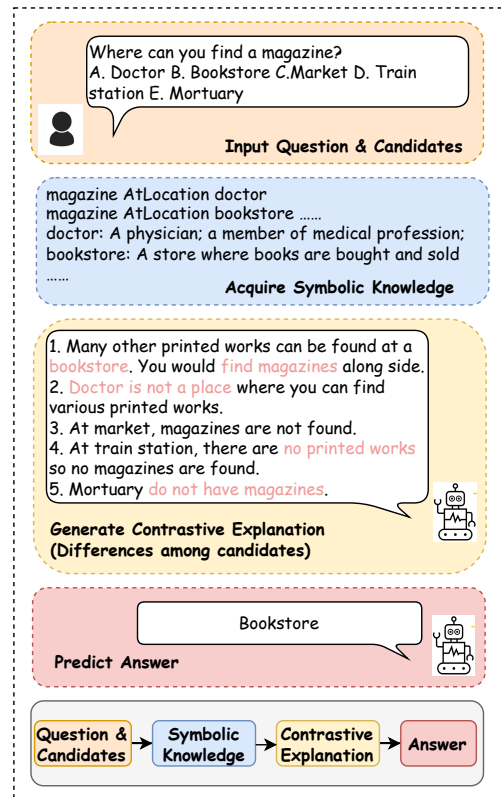 Where can you find a magazine?
A. Doctor B. Bookstore C.Market D. Train
station E. Mortuary
Input Question & Candidates
magazine AtLocation doctor
magazine AtLocation bookstore ......
doctor: A physician; a member of medical profession;
bookstore: A store where books are bought and sold
......
Acquire Symbolic Knowledge
1. Many other printed works can be found at a
bookstore. You would find magazines along side.
2. Doctor is not a place where you can find
various printed works.
3. At market, magazines are not found.
4. At train station, there are no printed works
so no magazines are found.
5. Mortuary do not have magazines.
Generate Contrastive Explanation
(Differences among candidates)
Bookstore
Predict Answer
Question &
Candidates
Symbolic
Knowledge
Contrastive
Explanation
Answer